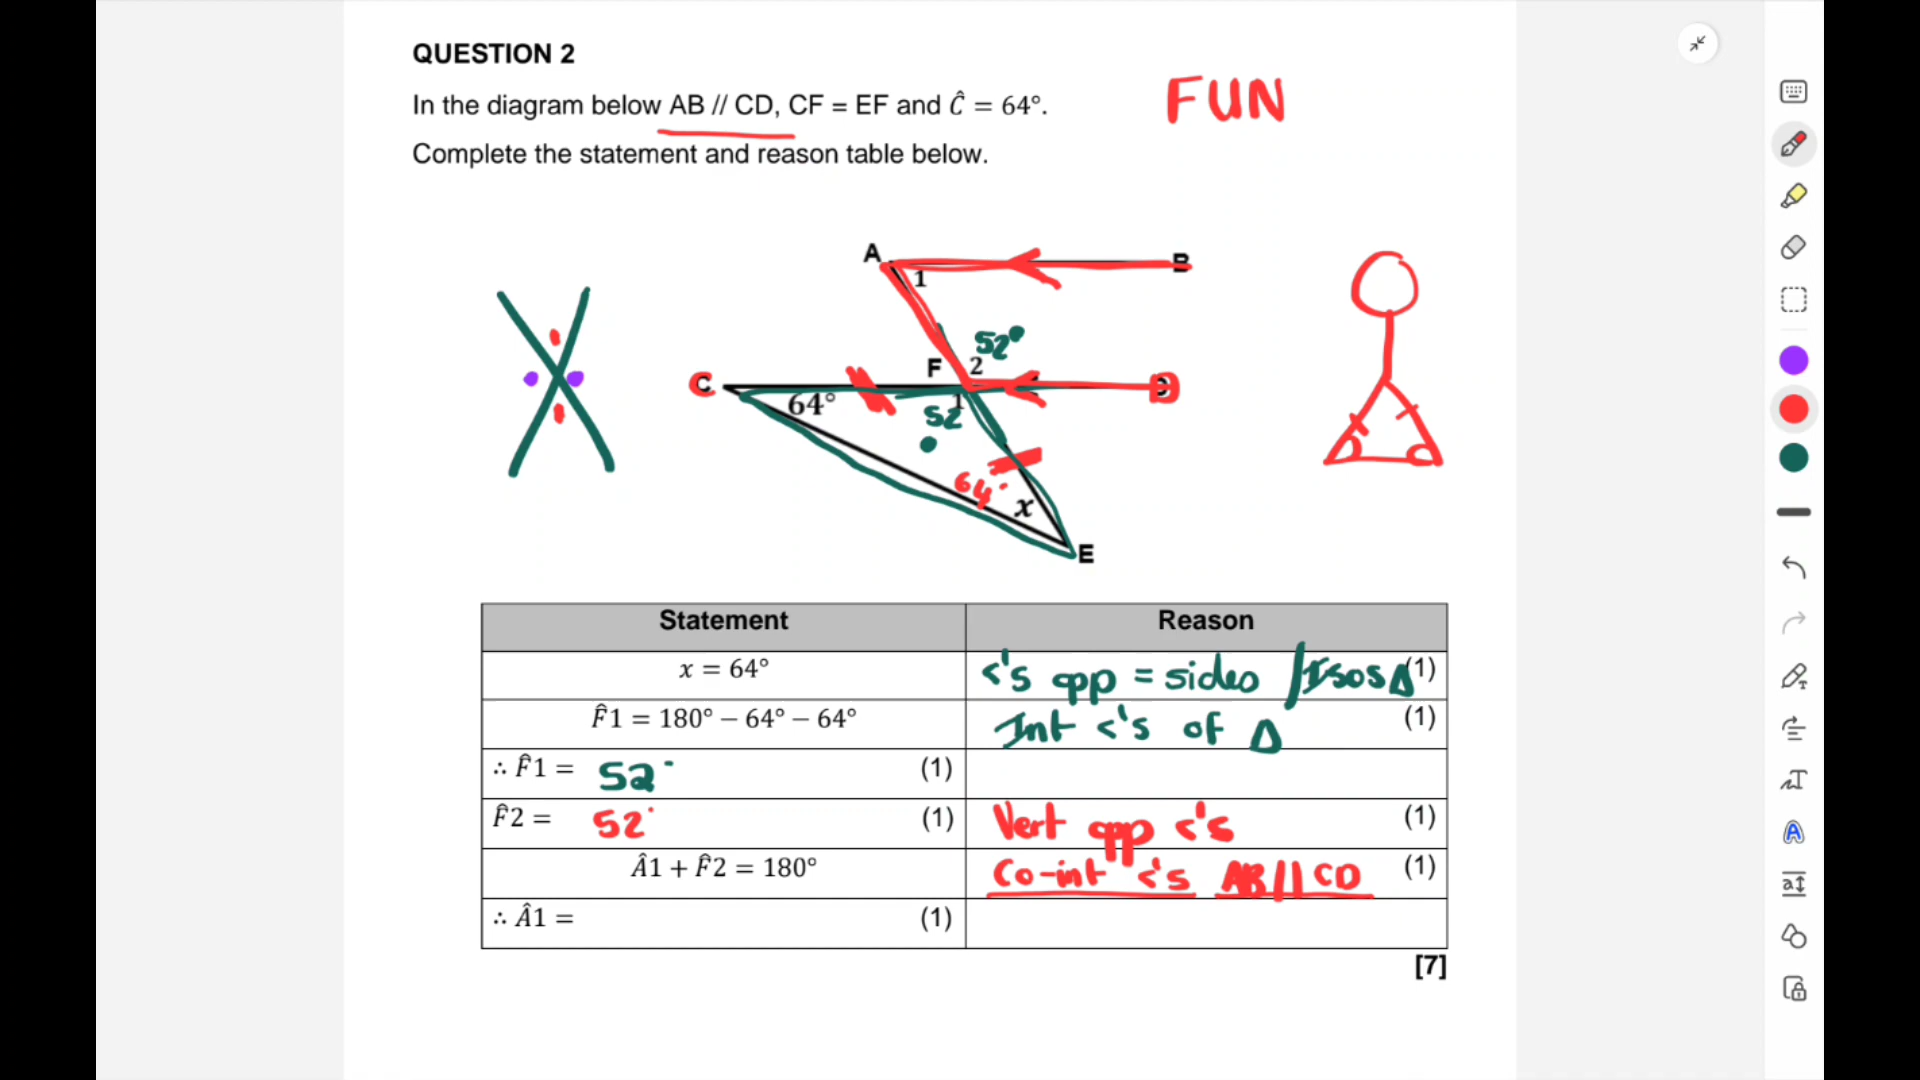 QUESTION 2
In the diagram below AB // CD, CF = EF and Ĉ = 64°.
FUN
Complete the statement and reason table below.
A
1
B
52°
F 2
C
D
64°
1
52
64°
x
E
Statement Reason
x = 64° <'s opp = sides / Isos Δ (1)
F̂1 = 180° − 64° − 64° Int <'s of Δ (1)
∴ F̂1 = 52° (1)
F̂2 = 52° (1) Vert opp <'s (1)
Â1 + F̂2 = 180° Co-int <'s AB//CD (1)
∴ Â1 = (1)
[7]